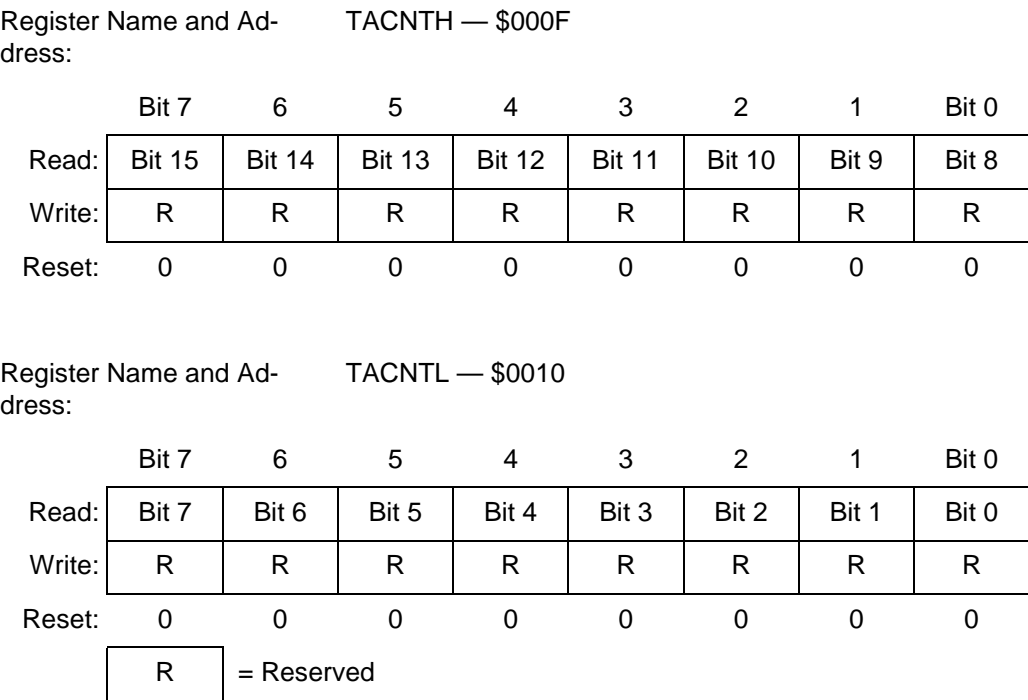 Register Name and Ad- TACNTH — $000F
dress:
Bit 7 6 5 4 3 2 1 Bit 0
Read: Bit 15 Bit 14 Bit 13 Bit 12 Bit 11 Bit 10 Bit 9 Bit 8
Write: R R R R R R R R
Reset: 0 0 0 0 0 0 0 0
Register Name and Ad- TACNTL — $0010
dress:
Bit 7 6 5 4 3 2 1 Bit 0
Read: Bit 7 Bit 6 Bit 5 Bit 4 Bit 3 Bit 2 Bit 1 Bit 0
Write: R R R R R R R R
Reset: 0 0 0 0 0 0 0 0
R = Reserved